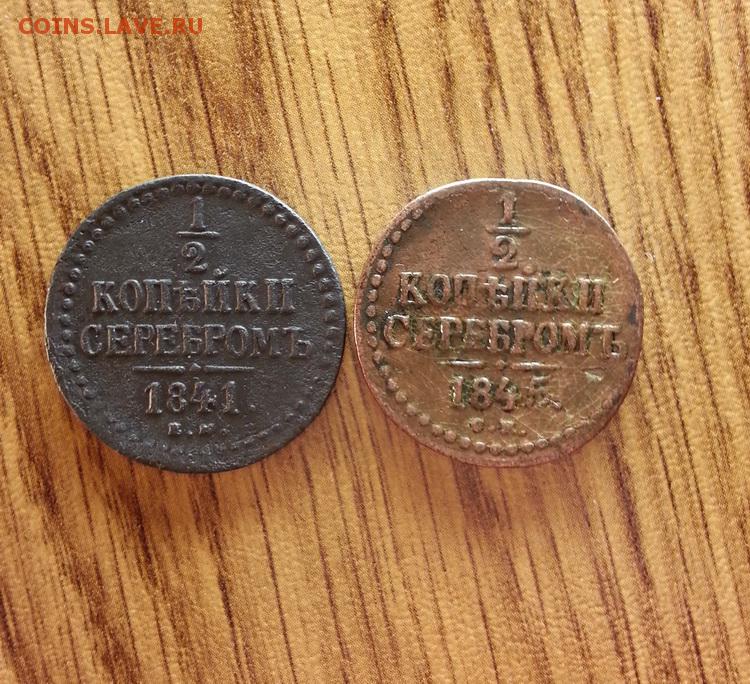 COINS.LAVE.RU
1
2
КОПѢЙКИ
СЕРЕБРОМЪ
1841.
1
2
КОПѢЙКИ
СЕРЕБРОМЪ